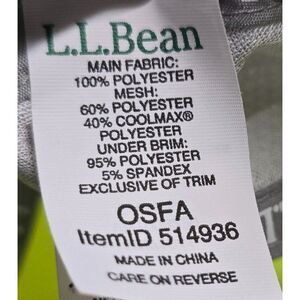 L.L.Bean
MAIN FABRIC:
100% POLYESTER
MESH:
60% POLYESTER
40% COOLMAX®
POLYESTER
UNDER BRIM:
95% POLYESTER
5% SPANDEX
EXCLUSIVE OF TRIM
OSFA
ItemID 514936
MADE IN CHINA
CARE ON REVERSE